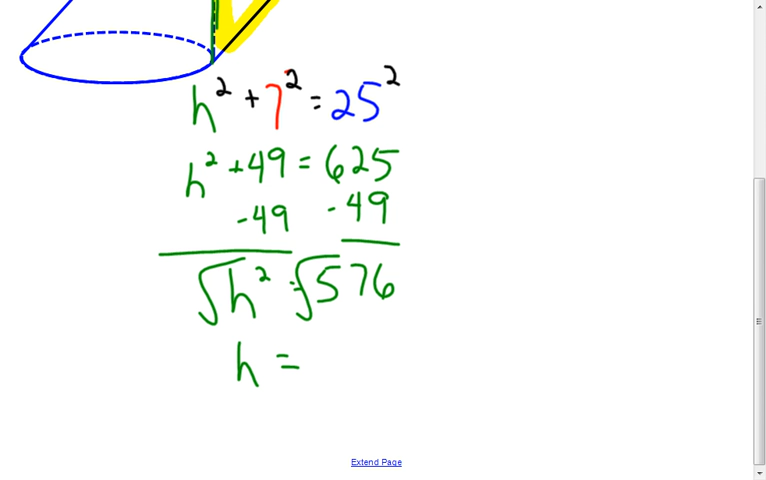 h² + 7² = 25²
h² + 49 = 625
-49 -49
√h² = √576
h =
Extend Page